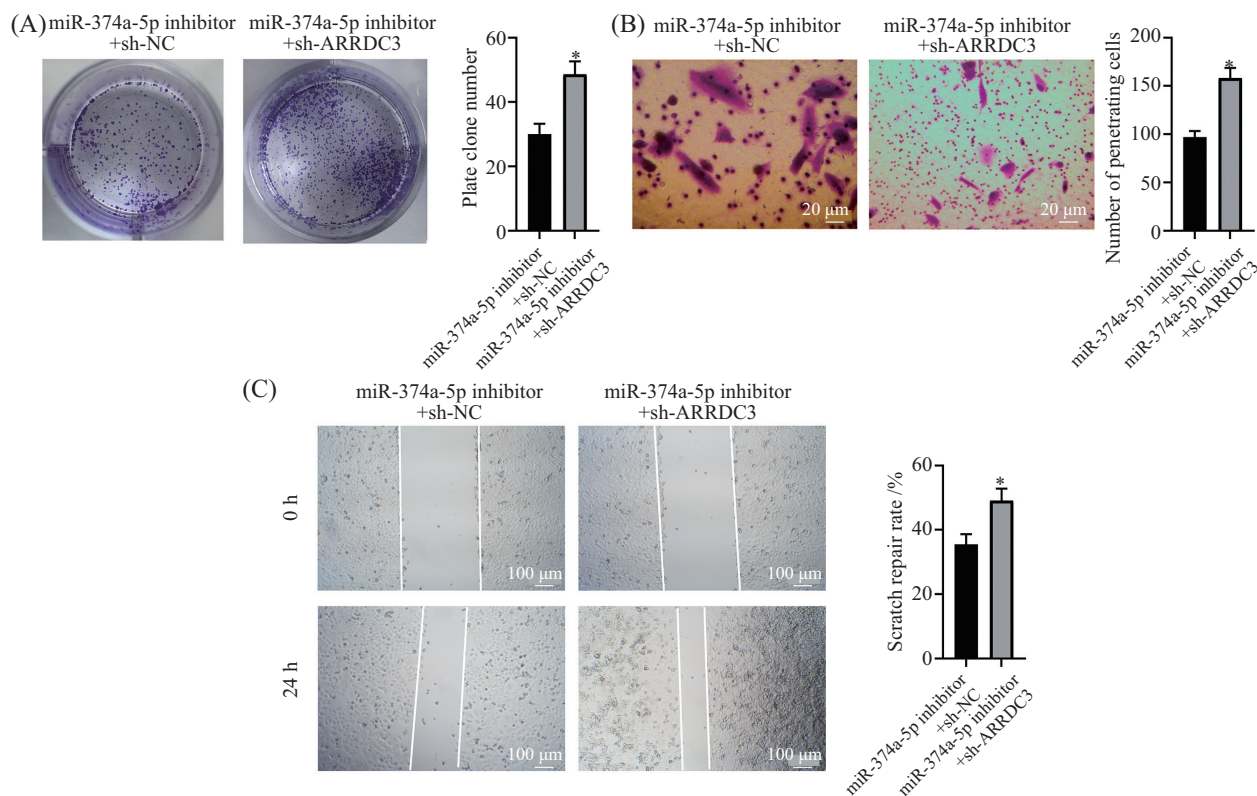 (A)
miR-374a-5p inhibitor
+sh-NC
miR-374a-5p inhibitor
+sh-ARRDC3
Plate clone number
60
40
20
0
*
miR-374a-5p inhibitor
+sh-NC
miR-374a-5p inhibitor
+sh-ARRDC3
(B)
miR-374a-5p inhibitor
+sh-NC
miR-374a-5p inhibitor
+sh-ARRDC3
20 μm
20 μm
Number of penetrating cells
200
150
100
50
0
*
miR-374a-5p inhibitor
+sh-NC
miR-374a-5p inhibitor
+sh-ARRDC3
(C)
miR-374a-5p inhibitor
+sh-NC
miR-374a-5p inhibitor
+sh-ARRDC3
0 h
100 μm
100 μm
24 h
100 μm
100 μm
Scratch repair rate /%
60
40
20
0
*
miR-374a-5p inhibitor
+sh-NC
miR-374a-5p inhibitor
+sh-ARRDC3